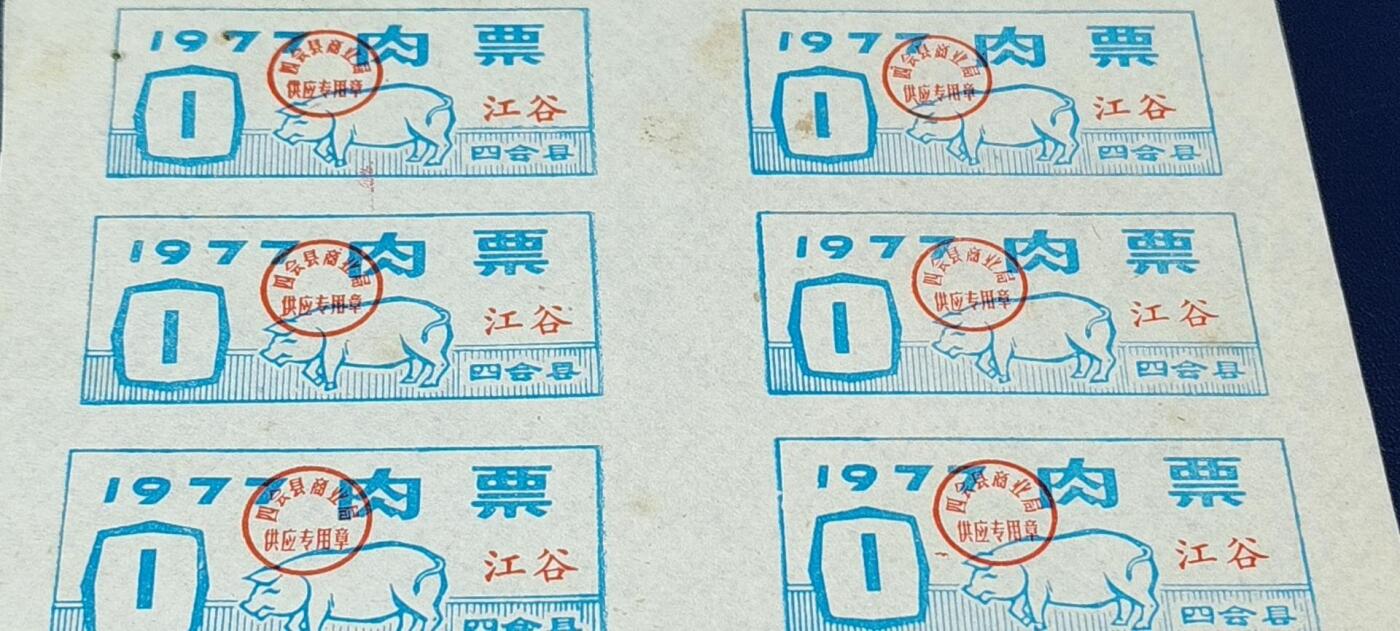 1977 肉票
四会县商业局
供应专用章
1
江谷
四会县
1977 肉票
四会县商业局
供应专用章
1
江谷
四会县
1977 肉票
四会县商业局
供应专用章
1
江谷
四会县
1977 肉票
四会县商业局
供应专用章
1
江谷
四会县
1977 肉票
四会县商业局
供应专用章
1
江谷
四会县
1977 肉票
四会县商业局
供应专用章
1
江谷
四会县